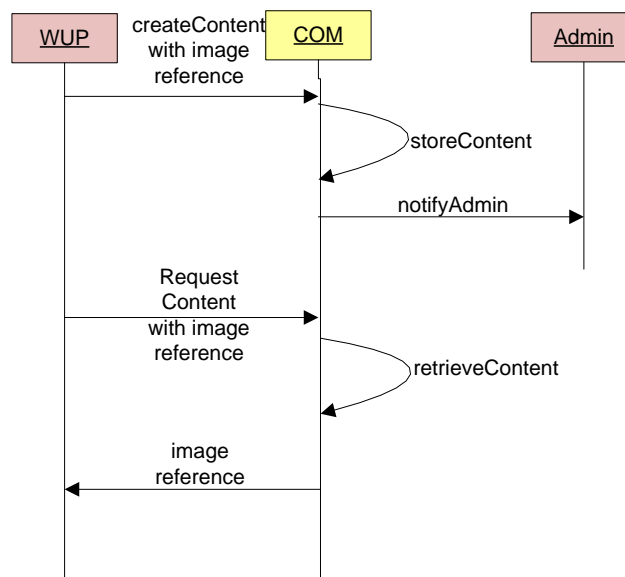 WUP
createContent
with image
reference
COM
Admin
storeContent
notifyAdmin
Request
Content
with image
reference
retrieveContent
image
reference